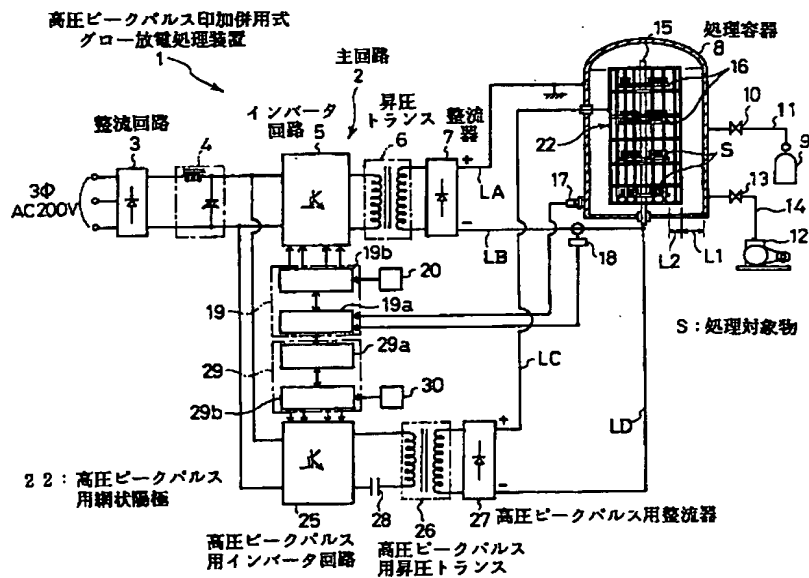 高圧ピークパルス印加併用式
グロー放電処理装置
1
主回路
2
整流回路
3
4
インバータ
回路
5
昇圧
トランス
6
整流器
7
15
処理容器
8
16
10
11
9
22
S
13
14
12
17
18
L2
L1
3Φ
AC200V
+
LA
−
LB
19b
20
19
19a
S:処理対象物
29a
29
30
29b
LC
LD
22:高圧ピークパルス
用網状陽極
25
28
26
27
+
−
高圧ピークパルス用整流器
高圧ピークパルス
用インバータ回路
高圧ピークパルス
用昇圧トランス